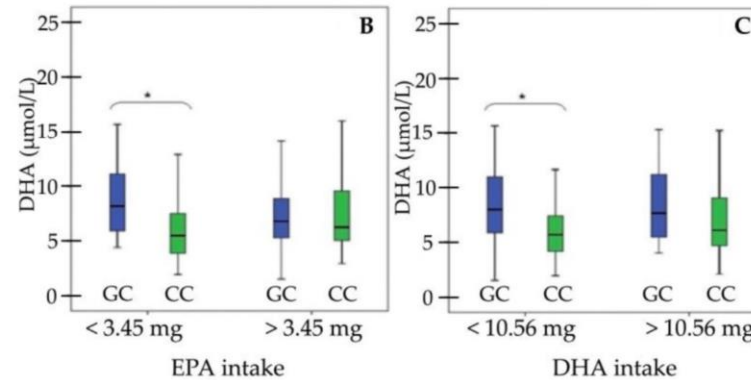 B
25
20
15
10
5
0
DHA (μmol/L)
*
GC CC GC CC
< 3.45 mg > 3.45 mg
EPA intake
C
25
20
15
10
5
0
DHA (μmol/L)
*
GC CC GC CC
< 10.56 mg > 10.56 mg
DHA intake